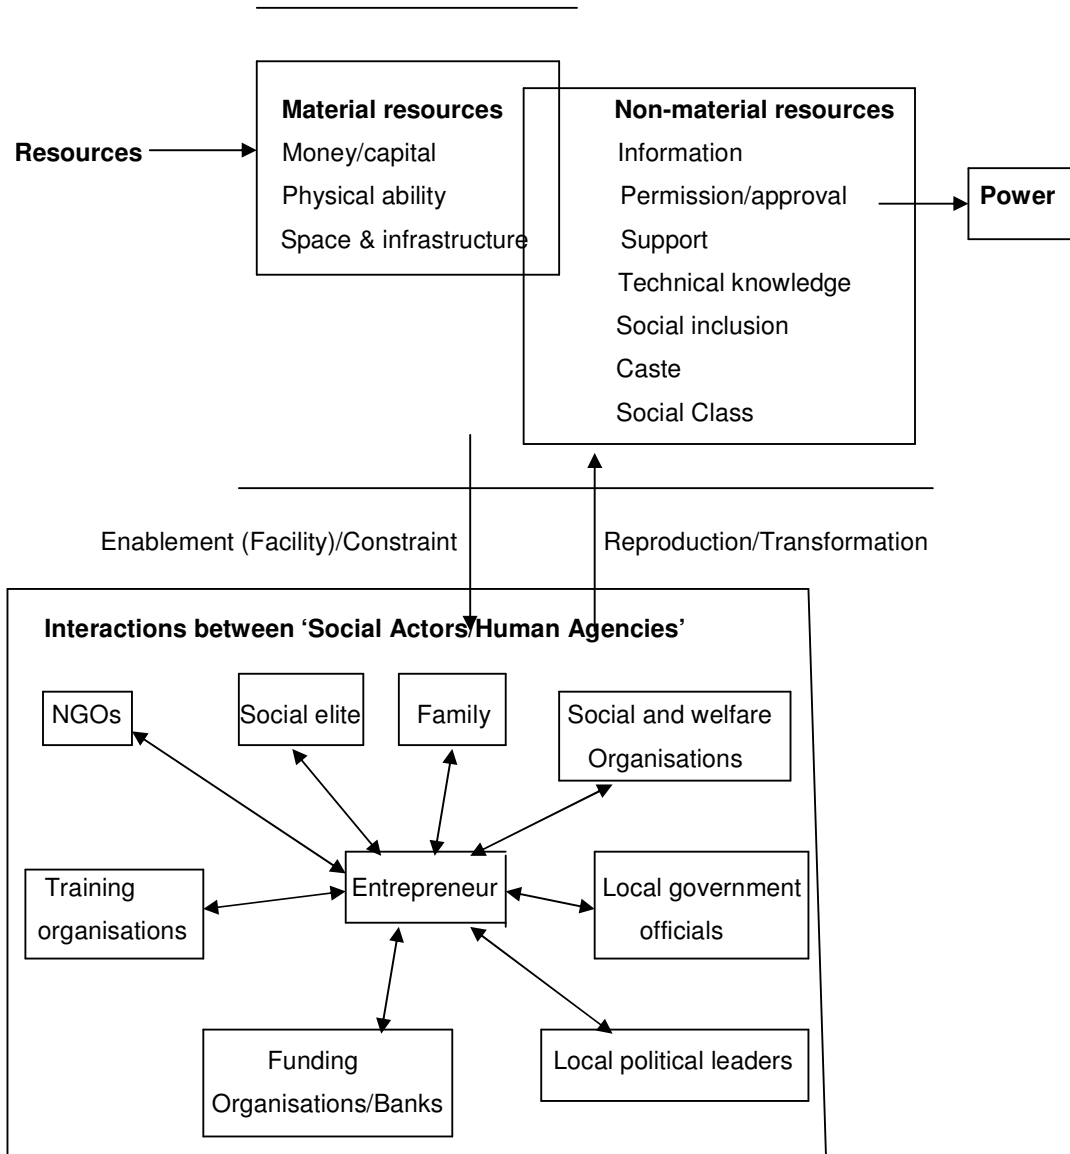 Resources
Material resources
Money/capital
Physical ability
Space & infrastructure
Non-material resources
Information
Permission/approval
Support
Technical knowledge
Social inclusion
Caste
Social Class
Power
Enablement (Facility)/Constraint
Reproduction/Transformation
Interactions between ‘Social Actors/Human Agencies’
NGOs
Social elite
Family
Social and welfare
Organisations
Training
organisations
Entrepreneur
Local government
officials
Funding
Organisations/Banks
Local political leaders